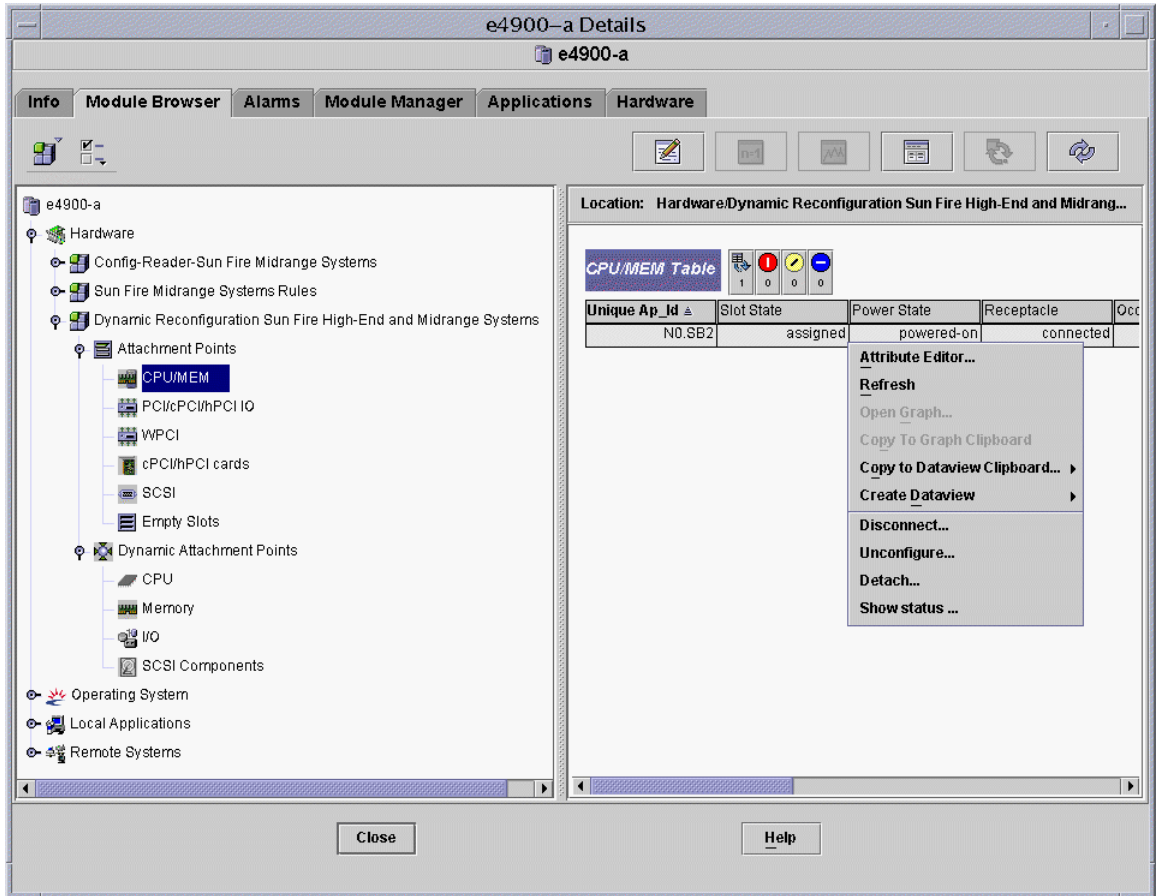 e4900–a Details
e4900-a
Info Module Browser Alarms Module Manager Applications Hardware
n=1
e4900-a
Hardware
Config-Reader-Sun Fire Midrange Systems
Sun Fire Midrange Systems Rules
Dynamic Reconfiguration Sun Fire High-End and Midrange Systems
Attachment Points
CPU/MEM
PCI/cPCI/hPCI IO
WPCI
cPCI/hPCI cards
SCSI
Empty Slots
Dynamic Attachment Points
CPU
Memory
I/O
SCSI Components
Operating System
Local Applications
Remote Systems
Location: Hardware/Dynamic Reconfiguration Sun Fire High-End and Midrang...
CPU/MEM Table
1 0 0 0
Unique Ap_Id Slot State Power State Receptacle Occ
N0.SB2 assigned powered-on connected
Attribute Editor...
Refresh
Open Graph...
Copy To Graph Clipboard
Copy to Dataview Clipboard...
Create Dataview
Disconnect...
Unconfigure...
Detach...
Show status ...
Close Help